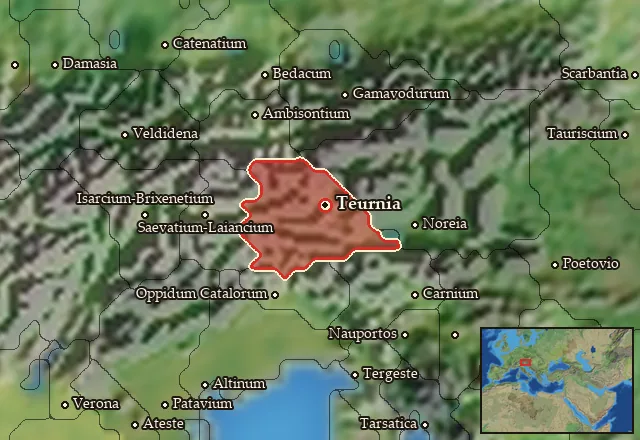 Catenatium
Damasia
Bedacum
Scarbantia
Gamavodurum
Ambisontium
Veldidena
Tauriscium
Isarcium-Brixenetium
Teurnia
Saevatium-Laiancium
Noreia
Poetovio
Oppidum Catalorum
Carnium
Nauportos
Tergeste
Altinum
Verona
Patavium
Ateste
Tarsatica